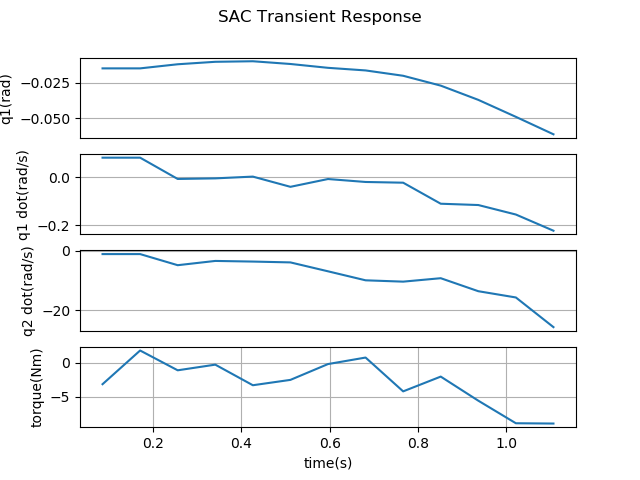 SAC Transient Response
q1(rad)
−0.025
−0.050
q1 dot(rad/s)
0.0
−0.2
q2 dot(rad/s)
0
−20
torque(Nm)
0
−5
0.2 0.4 0.6 0.8 1.0
time(s)